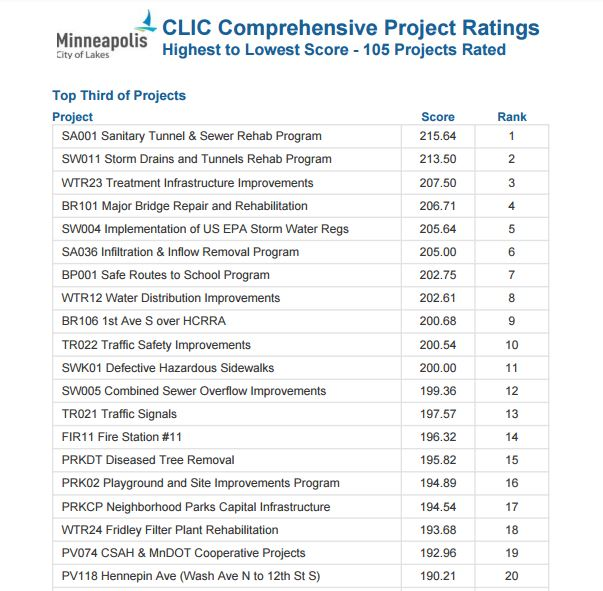 Minneapolis
City of Lakes
CLIC Comprehensive Project Ratings
Highest to Lowest Score - 105 Projects Rated
Top Third of Projects
Project Score Rank
SA001 Sanitary Tunnel & Sewer Rehab Program 215.64 1
SW011 Storm Drains and Tunnels Rehab Program 213.50 2
WTR23 Treatment Infrastructure Improvements 207.50 3
BR101 Major Bridge Repair and Rehabilitation 206.71 4
SW004 Implementation of US EPA Storm Water Regs 205.64 5
SA036 Infiltration & Inflow Removal Program 205.00 6
BP001 Safe Routes to School Program 202.75 7
WTR12 Water Distribution Improvements 202.61 8
BR106 1st Ave S over HCRRA 200.68 9
TR022 Traffic Safety Improvements 200.54 10
SWK01 Defective Hazardous Sidewalks 200.00 11
SW005 Combined Sewer Overflow Improvements 199.36 12
TR021 Traffic Signals 197.57 13
FIR11 Fire Station #11 196.32 14
PRKDT Diseased Tree Removal 195.82 15
PRK02 Playground and Site Improvements Program 194.89 16
PRKCP Neighborhood Parks Capital Infrastructure 194.54 17
WTR24 Fridley Filter Plant Rehabilitation 193.68 18
PV074 CSAH & MnDOT Cooperative Projects 192.96 19
PV118 Hennepin Ave (Wash Ave N to 12th St S) 190.21 20